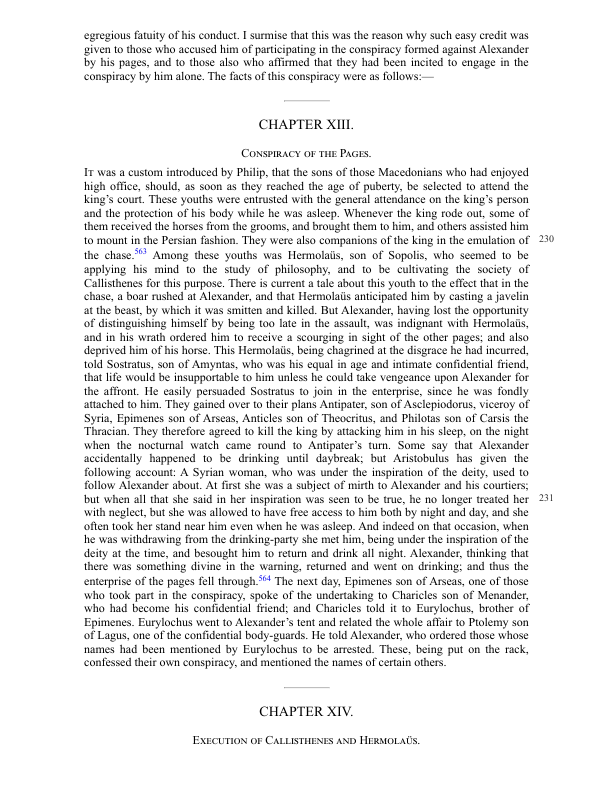 egregious fatuity of his conduct. I surmise that this was the reason why such easy credit was
given to those who accused him of participating in the conspiracy formed against Alexander
by his pages, and to those also who affirmed that they had been incited to engage in the
conspiracy by him alone. The facts of this conspiracy were as follows:—
CHAPTER XIII.
Conspiracy of the Pages.
It was a custom introduced by Philip, that the sons of those Macedonians who had enjoyed
high office, should, as soon as they reached the age of puberty, be selected to attend the
king’s court. These youths were entrusted with the general attendance on the king’s person
and the protection of his body while he was asleep. Whenever the king rode out, some of
them received the horses from the grooms, and brought them to him, and others assisted him
to mount in the Persian fashion. They were also companions of the king in the emulation of 230
the chase.563 Among these youths was Hermolaüs, son of Sopolis, who seemed to be
applying his mind to the study of philosophy, and to be cultivating the society of
Callisthenes for this purpose. There is current a tale about this youth to the effect that in the
chase, a boar rushed at Alexander, and that Hermolaüs anticipated him by casting a javelin
at the beast, by which it was smitten and killed. But Alexander, having lost the opportunity
of distinguishing himself by being too late in the assault, was indignant with Hermolaüs,
and in his wrath ordered him to receive a scourging in sight of the other pages; and also
deprived him of his horse. This Hermolaüs, being chagrined at the disgrace he had incurred,
told Sostratus, son of Amyntas, who was his equal in age and intimate confidential friend,
that life would be insupportable to him unless he could take vengeance upon Alexander for
the affront. He easily persuaded Sostratus to join in the enterprise, since he was fondly
attached to him. They gained over to their plans Antipater, son of Asclepiodorus, viceroy of
Syria, Epimenes son of Arseas, Anticles son of Theocritus, and Philotas son of Carsis the
Thracian. They therefore agreed to kill the king by attacking him in his sleep, on the night
when the nocturnal watch came round to Antipater’s turn. Some say that Alexander
accidentally happened to be drinking until daybreak; but Aristobulus has given the
following account: A Syrian woman, who was under the inspiration of the deity, used to
follow Alexander about. At first she was a subject of mirth to Alexander and his courtiers;
but when all that she said in her inspiration was seen to be true, he no longer treated her 231
with neglect, but she was allowed to have free access to him both by night and day, and she
often took her stand near him even when he was asleep. And indeed on that occasion, when
he was withdrawing from the drinking-party she met him, being under the inspiration of the
deity at the time, and besought him to return and drink all night. Alexander, thinking that
there was something divine in the warning, returned and went on drinking; and thus the
enterprise of the pages fell through.564 The next day, Epimenes son of Arseas, one of those
who took part in the conspiracy, spoke of the undertaking to Charicles son of Menander,
who had become his confidential friend; and Charicles told it to Eurylochus, brother of
Epimenes. Eurylochus went to Alexander’s tent and related the whole affair to Ptolemy son
of Lagus, one of the confidential body-guards. He told Alexander, who ordered those whose
names had been mentioned by Eurylochus to be arrested. These, being put on the rack,
confessed their own conspiracy, and mentioned the names of certain others.
CHAPTER XIV.
Execution of Callisthenes and Hermolaüs.